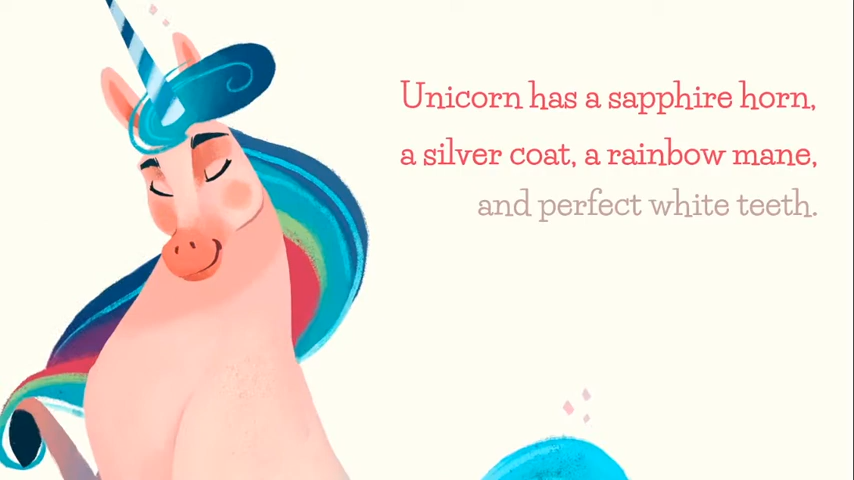 Unicorn has a sapphire horn,
a silver coat, a rainbow mane,
and perfect white teeth.